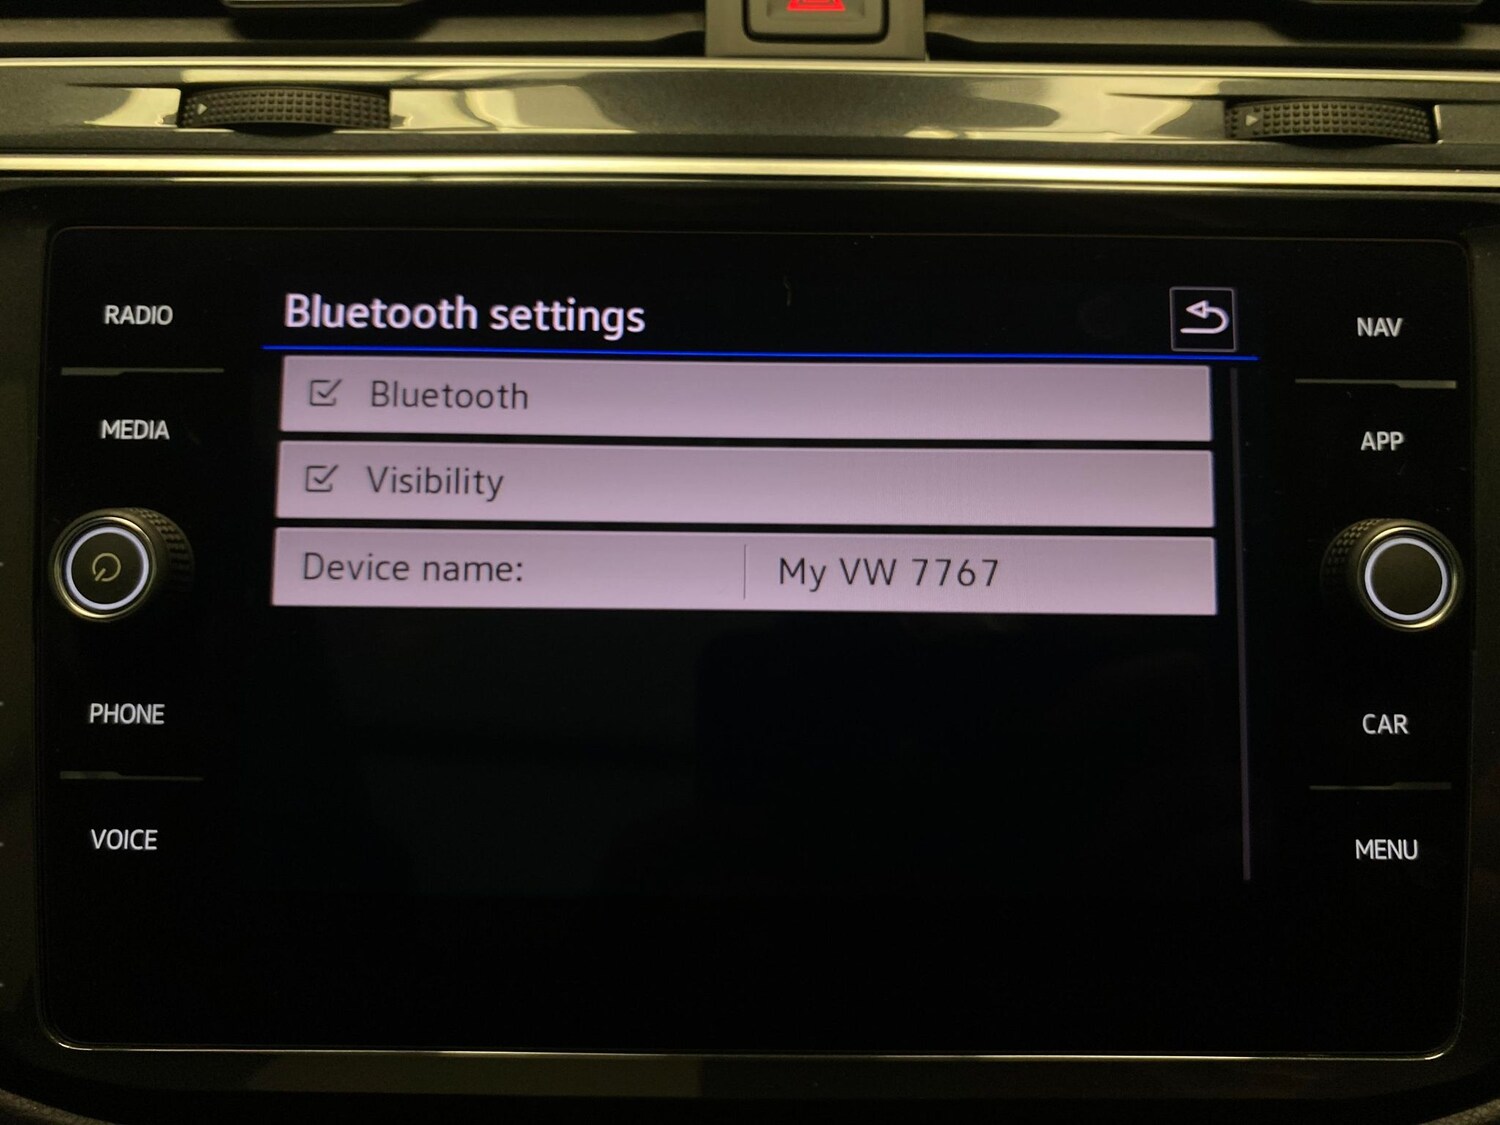 RADIO
MEDIA
PHONE
VOICE
Bluetooth settings
Bluetooth
Visibility
Device name: My VW 7767
NAV
APP
CAR
MENU